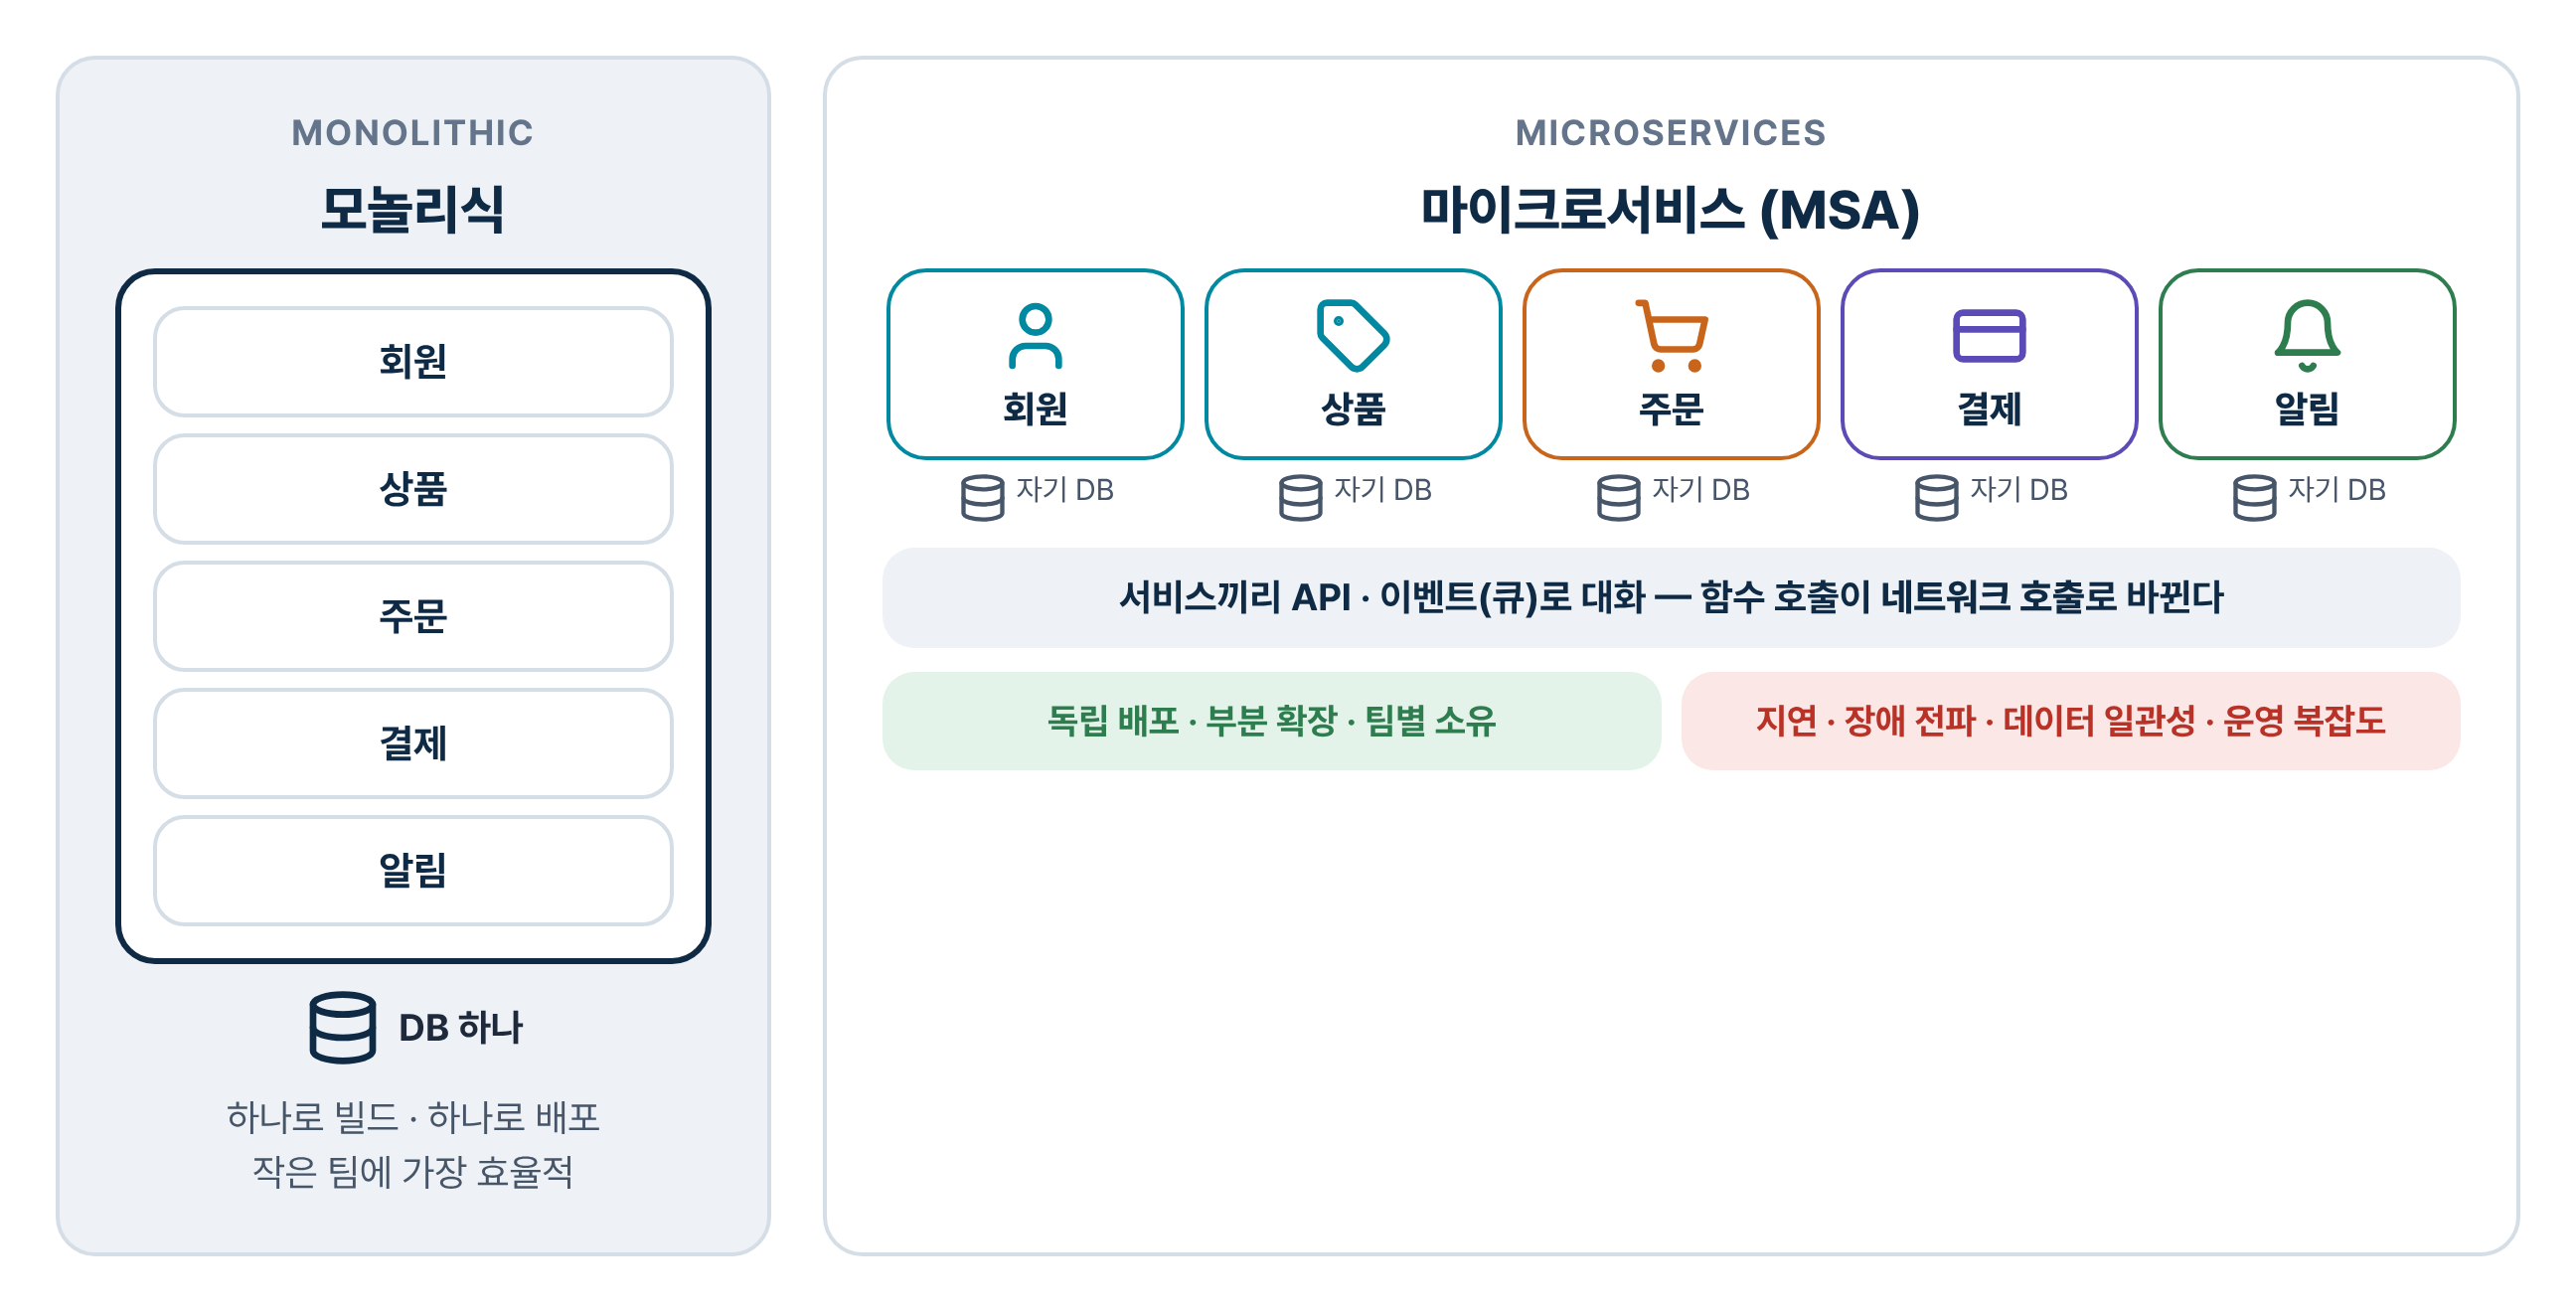 MONOLITHIC
모놀리식
회원
상품
주문
결제
알림
DB 하나
하나로 빌드 · 하나로 배포
작은 팀에 가장 효율적
MICROSERVICES
마이크로서비스 (MSA)
회원
상품
주문
결제
알림
자기 DB
자기 DB
자기 DB
자기 DB
자기 DB
서비스끼리 API · 이벤트(큐)로 대화 — 함수 호출이 네트워크 호출로 바뀐다
독립 배포 · 부분 확장 · 팀별 소유
지연 · 장애 전파 · 데이터 일관성 · 운영 복잡도